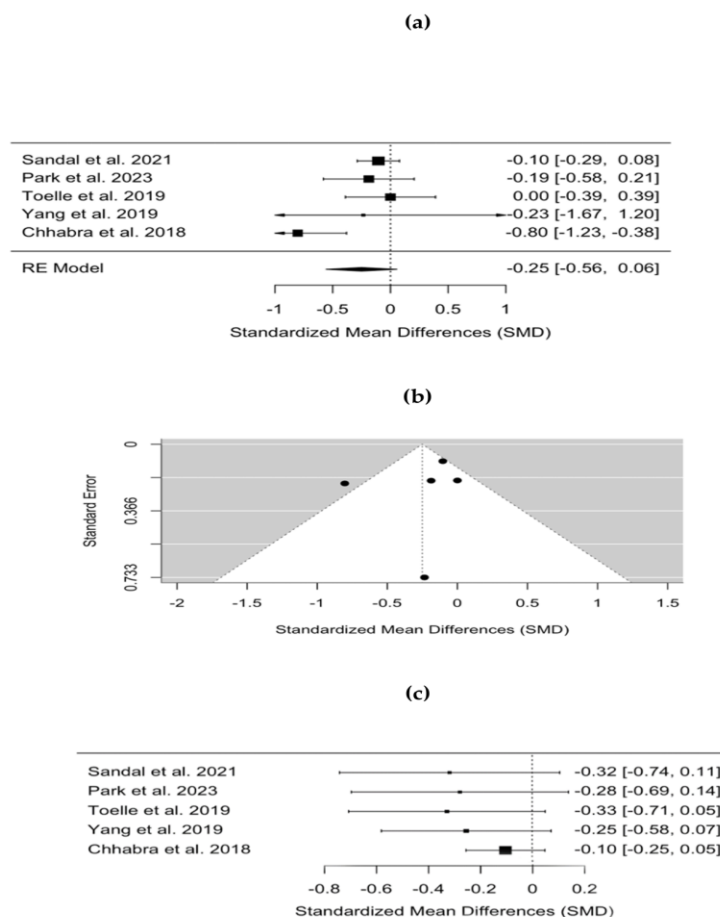 (a)
Sandal et al. 2021 -0.10 [-0.29, 0.08]
Park et al. 2023 -0.19 [-0.58, 0.21]
Toelle et al. 2019 0.00 [-0.39, 0.39]
Yang et al. 2019 -0.23 [-1.67, 1.20]
Chhabra et al. 2018 -0.80 [-1.23, -0.38]
RE Model -0.25 [-0.56, 0.06]
-1 -0.5 0 0.5 1
Standardized Mean Differences (SMD)
(b)
Standard Error
0
0.366
0.733
-2 -1.5 -1 -0.5 0 0.5 1 1.5
Standardized Mean Differences (SMD)
(c)
Sandal et al. 2021 -0.32 [-0.74, 0.11]
Park et al. 2023 -0.28 [-0.69, 0.14]
Toelle et al. 2019 -0.33 [-0.71, 0.05]
Yang et al. 2019 -0.25 [-0.58, 0.07]
Chhabra et al. 2018 -0.10 [-0.25, 0.05]
-0.8 -0.6 -0.4 -0.2 0 0.2
Standardized Mean Differences (SMD)